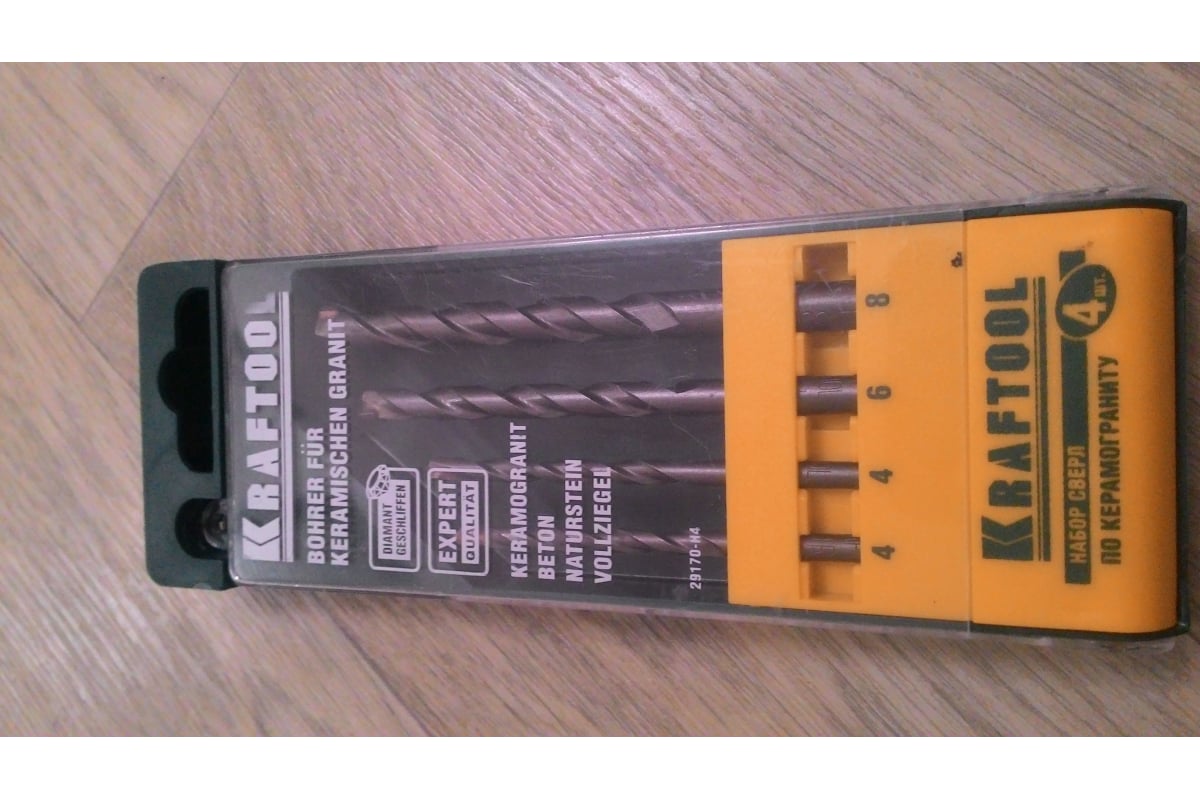 KRAFTOOL
BOHRER FÜR
KERAMISCHEN GRANIT
DIAMANT
GESCHLIFFEN
EXPERT
QUALITÄT
KERAMOGRANIT
BETON
NATURSTEIN
VOLLZIEGEL
29170-H4
8
6
4
4
KRAFTOOL®
НАБОР СВЕРЛ
ПО КЕРАМОГРАНИТУ
4 шт.